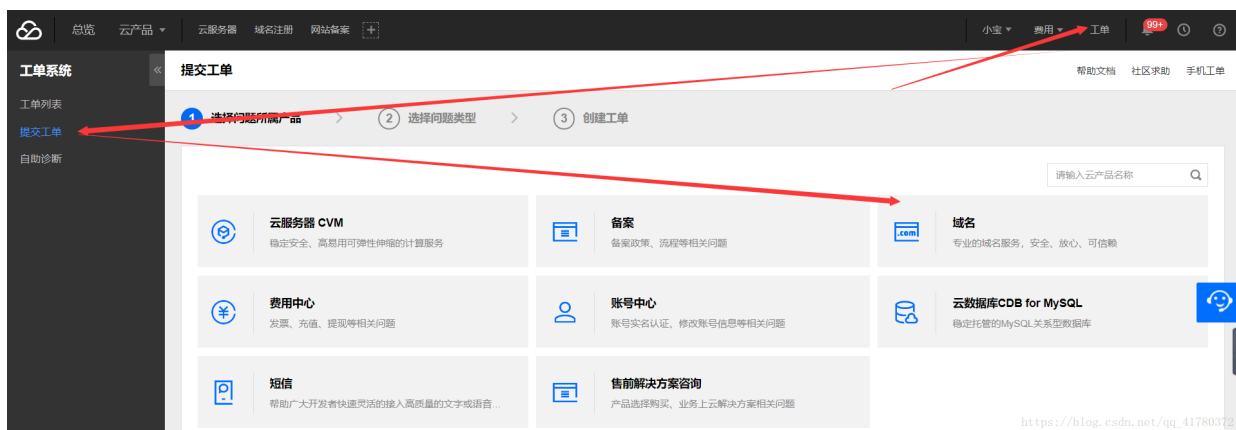 总览 云产品 云服务器 域名注册 网站备案 小宝 费用 工单 99+
工单系统 « 提交工单 帮助文档 社区求助 手机工单
工单列表
提交工单
自助诊断
1 选择问题所属产品 > 2 选择问题类型 > 3 创建工单
请输入云产品名称
云服务器 CVM
稳定安全、高易用可弹性伸缩的计算服务
备案
备案政策、流程等相关问题
.com
域名
专业的域名服务，安全、放心、可信赖
费用中心
发票、充值、提现等相关问题
账号中心
账号实名认证、修改账号信息等相关问题
云数据库CDB for MySQL
稳定托管的MySQL关系型数据库
短信
帮助广大开发者快速灵活的接入高质量的文字或语音...
售前解决方案咨询
产品选择购买、业务上云解决方案相关问题
https://blog.csdn.net/qq_41780372